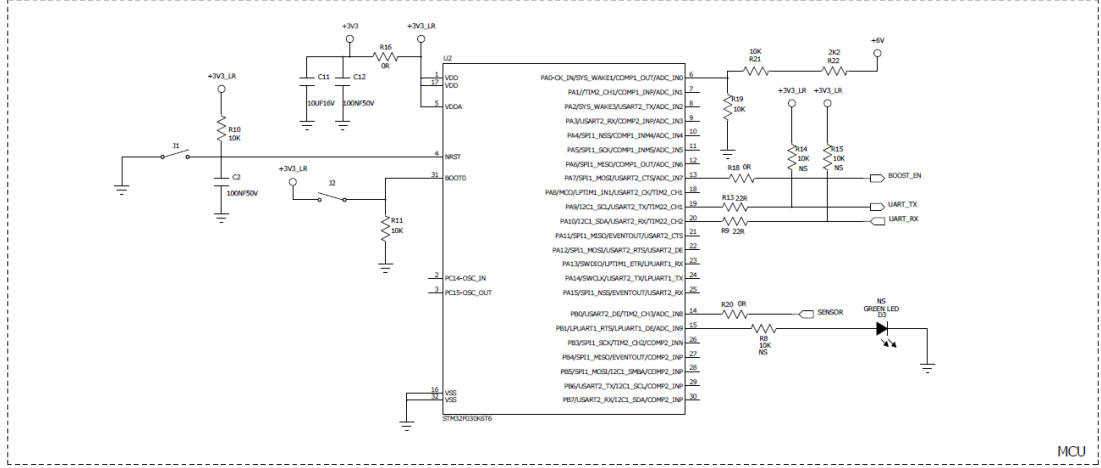 +3V3
+3V3_LR
R16
0R
C11
10UF16V
C12
100NF50V
+3V3_LR
R10
10K
J1
C2
100NF50V
+3V3_LR
J2
R11
10K
U2
1 VDD
17 VDD
5 VDDA
4 NRST
31 BOOT0
2 PC14-OSC_IN
3 PC15-OSC_OUT
16 VSS
32 VSS
PA0-CK_IN/SYS_WAKE1/COMP1_OUT/ADC_IN0 6
PA1//TIM2_CH1/COMP1_INP/ADC_IN1 7
PA2/SYS_WAKE3/USART2_TX/ADC_IN2 8
PA3/USART2_RX/COMP2_INP/ADC_IN3 9
PA4/SPI1_NSS/COMP1_INM4/ADC_IN4 10
PA5/SPI1_SCK/COMP1_INM5/ADC_IN5 11
PA6/SPI1_MISO/COMP1_OUT/ADC_IN6 12
PA7/SPI1_MOSI/USART2_CTS/ADC_IN7 13
PA8/MCO/LPTIM1_IN1/USART2_CK/TIM2_CH1 18
PA9/I2C1_SCL/USART2_TX/TIM22_CH1 19
PA10/I2C1_SDA/USART2_RX/TIM22_CH2 20
PA11/SPI1_MISO/EVENTOUT/USART2_CTS 21
PA12/SPI1_MOSI/USART2_RTS/USART2_DE 22
PA13/SWDIO/LPTIM1_ETR/LPUART1_RX 23
PA14/SWCLK/USART2_TX/LPUART1_TX 24
PA15/SPI1_NSS/EVENTOUT/USART2_RX 25
PB0/USART2_DE/TIM2_CH3/ADC_IN8 14
PB1/LPUART1_RTS/LPUART1_DE/ADC_IN9 15
PB3/SPI1_SCK/TIM2_CH2/COMP2_INN 26
PB4/SPI1_MISO/EVENTOUT/COMP2_INP 27
PB5/SPI1_MOSI/I2C1_SMBA/COMP2_INP 28
PB6/USART2_TX/I2C1_SCL/COMP2_INP 29
PB7/USART2_RX/I2C1_SDA/COMP2_INP 30
STM32F030K6T6
10K
R21
2K2
R22
+6V
R19
10K
+3V3_LR
+3V3_LR
R14
10K
NS
R15
10K
NS
R18 0R
BOOST_EN
R13 22R
UART_TX
R9 22R
UART_RX
R20 0R
SENSOR
R8
10K
NS
NS
GREEN LED
D3
MCU